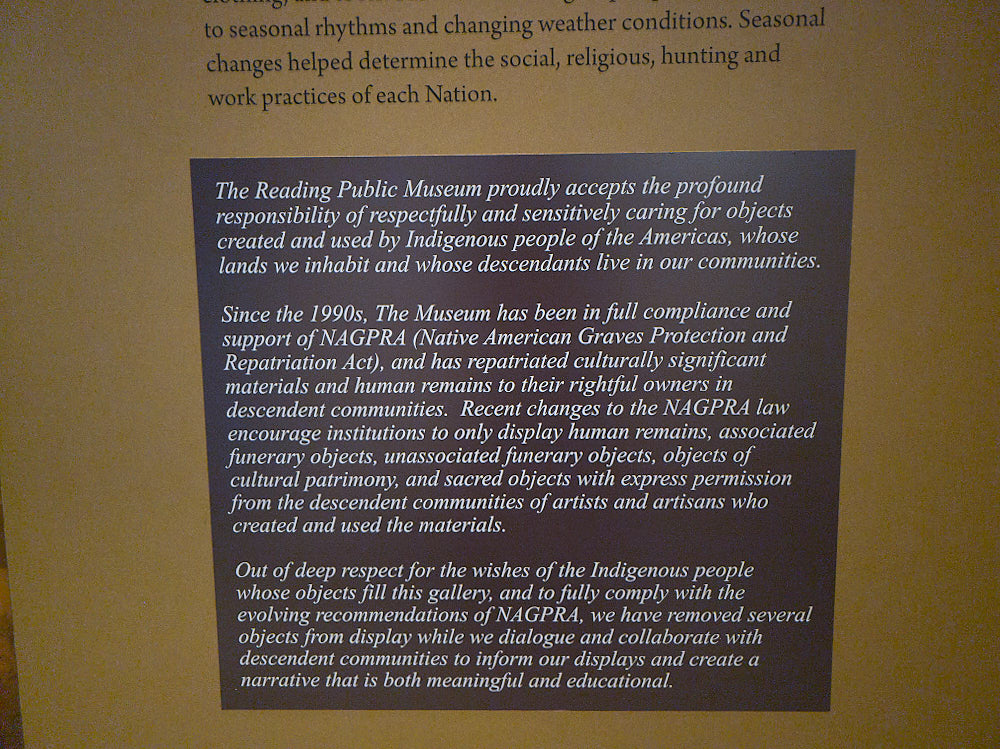 to seasonal rhythms and changing weather conditions. Seasonal
changes helped determine the social, religious, hunting and
work practices of each Nation.
The Reading Public Museum proudly accepts the profound
responsibility of respectfully and sensitively caring for objects
created and used by Indigenous people of the Americas, whose
lands we inhabit and whose descendants live in our communities.
Since the 1990s, The Museum has been in full compliance and
support of NAGPRA (Native American Graves Protection and
Repatriation Act), and has repatriated culturally significant
materials and human remains to their rightful owners in
descendent communities. Recent changes to the NAGPRA law
encourage institutions to only display human remains, associated
funerary objects, unassociated funerary objects, objects of
cultural patrimony, and sacred objects with express permission
from the descendent communities of artists and artisans who
created and used the materials.
Out of deep respect for the wishes of the Indigenous people
whose objects fill this gallery, and to fully comply with the
evolving recommendations of NAGPRA, we have removed several
objects from display while we dialogue and collaborate with
descendent communities to inform our displays and create a
narrative that is both meaningful and educational.